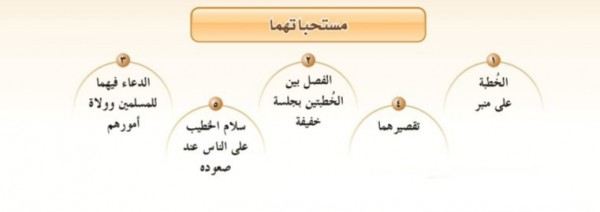 مستحباتهما
١
الخُطبة
على منبر
٢
الفصل بين
الخُطبتين بجلسة
خفيفة
٣
الدعاء فيهما
للمسلمين وولاة
أمورهم
٤
تقصيرهما
٥
سلام الخطيب
على الناس عند
صعوده